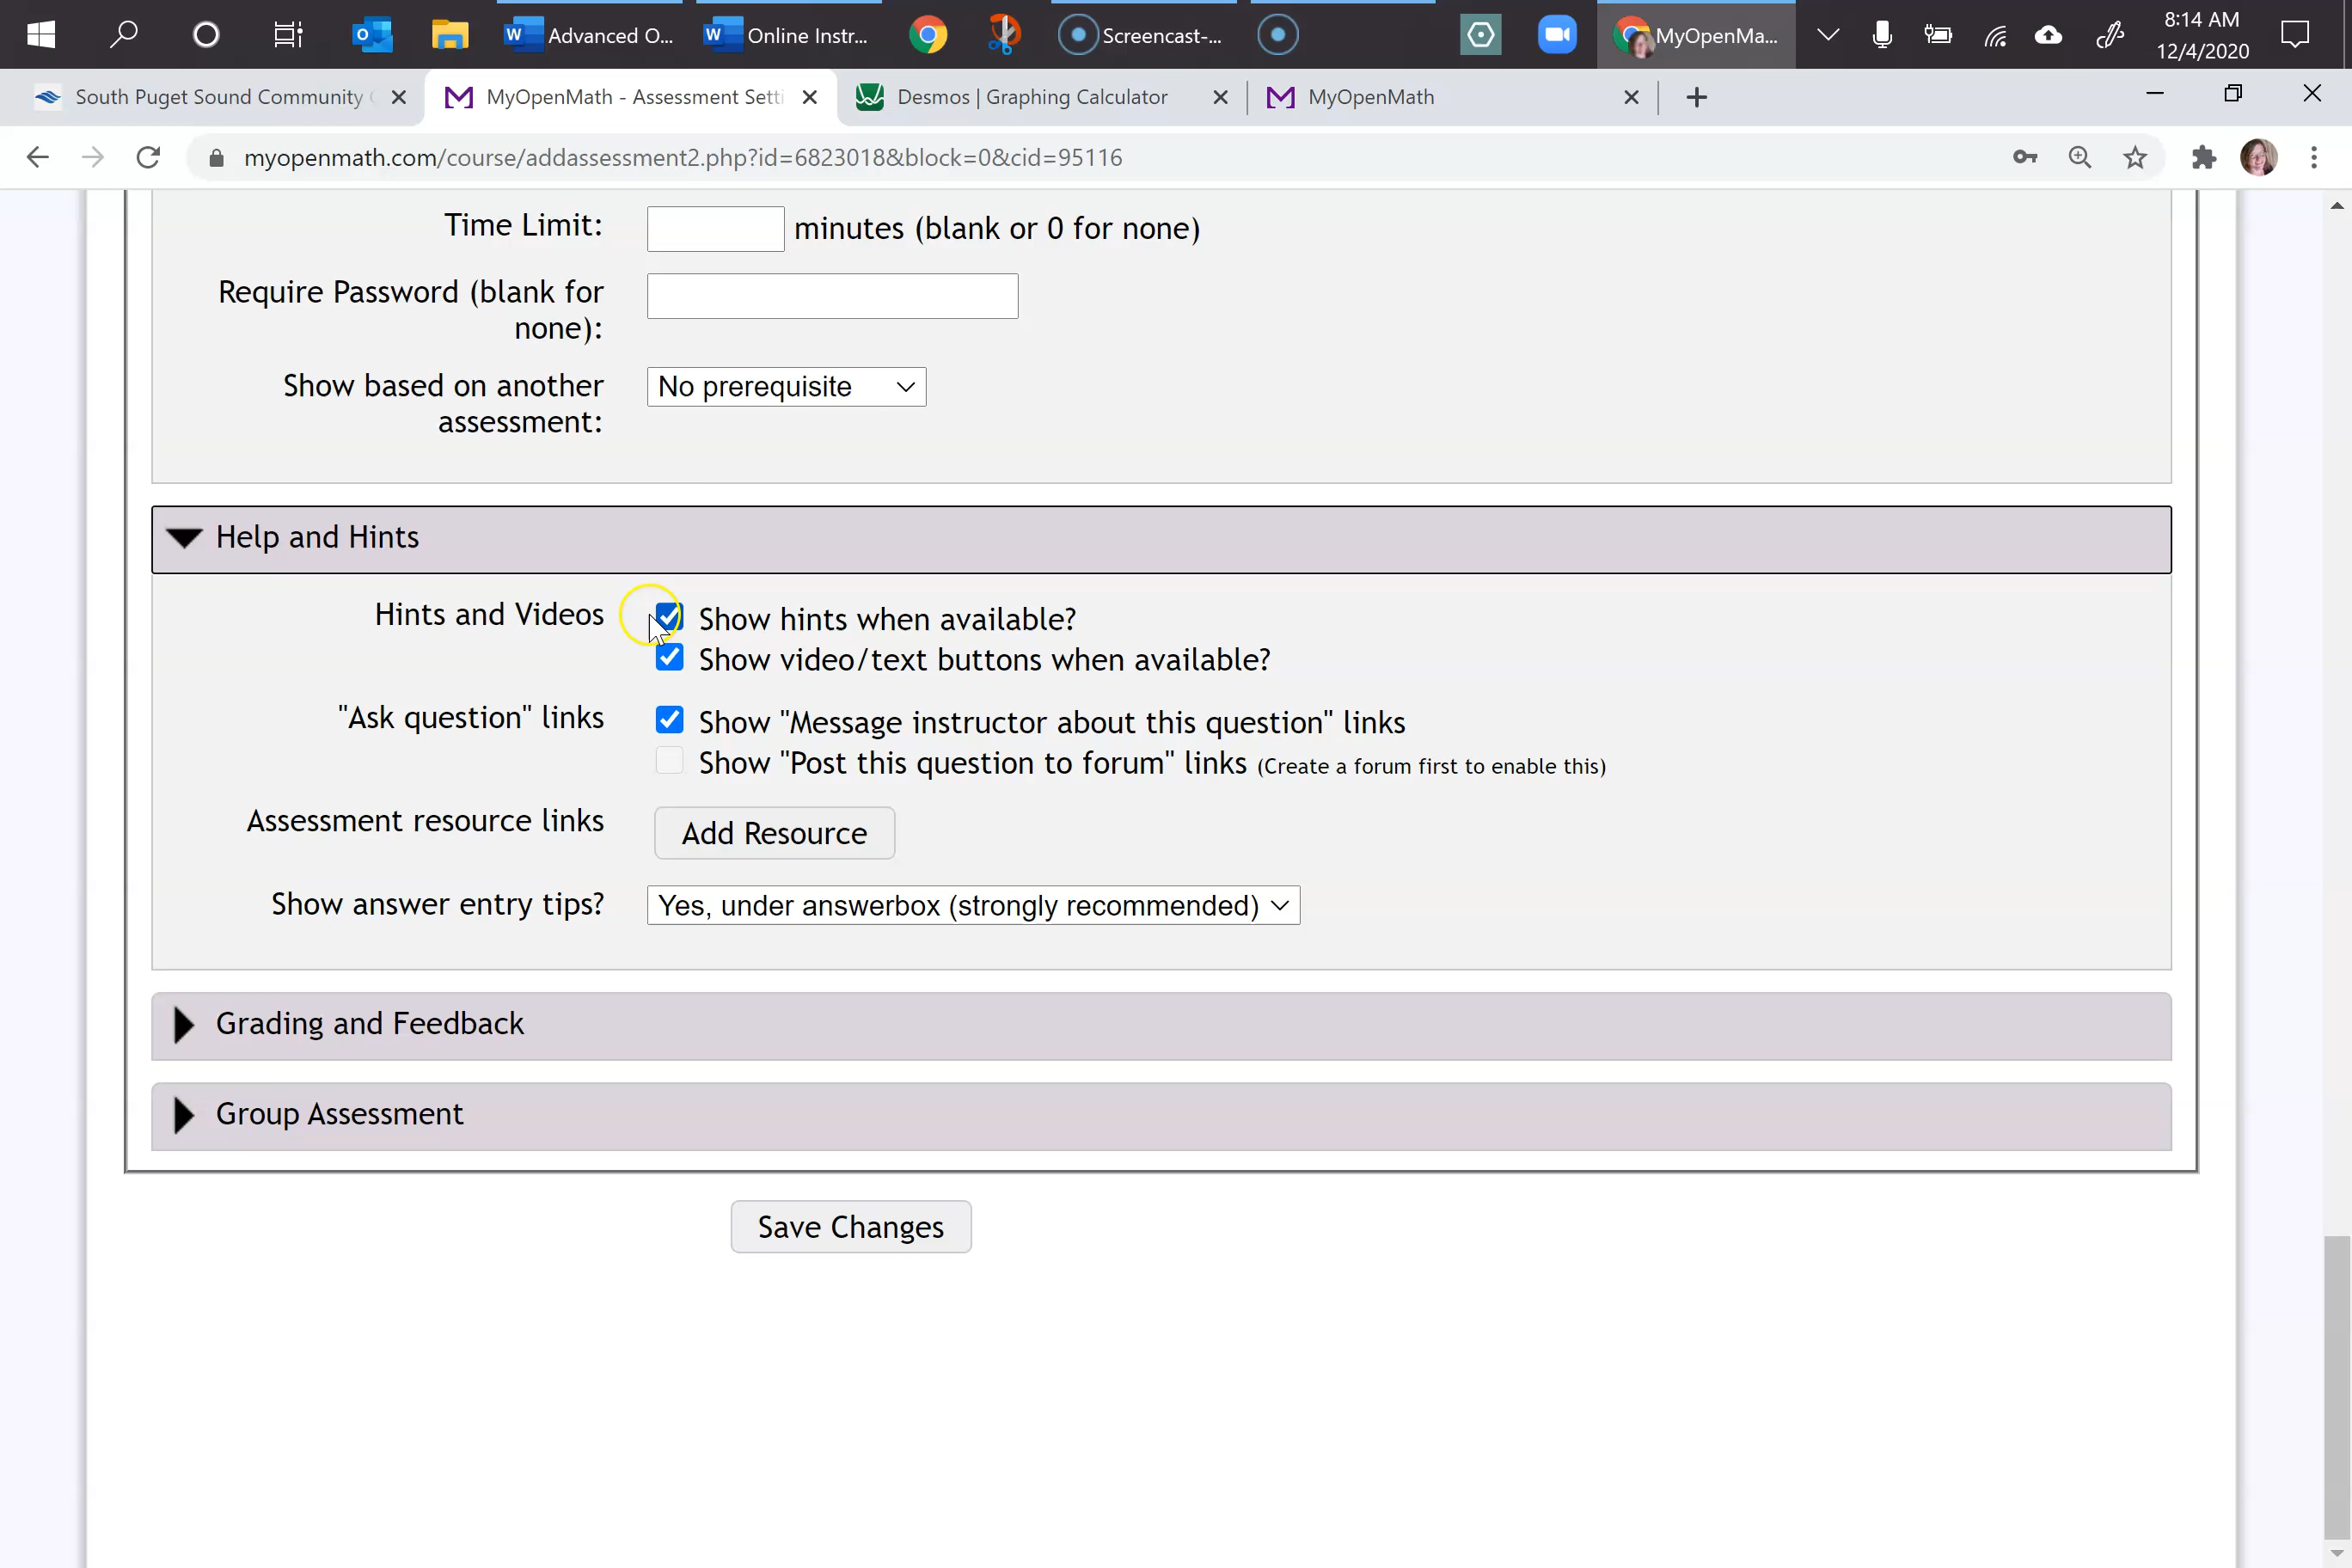 Advanced O...
Online Instr...
Screencast-...
MyOpenMa...
8:14 AM
12/4/2020
South Puget Sound Community
MyOpenMath - Assessment Setti
Desmos | Graphing Calculator
MyOpenMath
myopenmath.com/course/addassessment2.php?id=6823018&block=0&cid=95116
Time Limit: minutes (blank or 0 for none)
Require Password (blank for
none):
Show based on another No prerequisite
assessment:
Help and Hints
Hints and Videos Show hints when available?
Show video/text buttons when available?
"Ask question" links Show "Message instructor about this question" links
Show "Post this question to forum" links (Create a forum first to enable this)
Assessment resource links Add Resource
Show answer entry tips? Yes, under answerbox (strongly recommended)
Grading and Feedback
Group Assessment
Save Changes